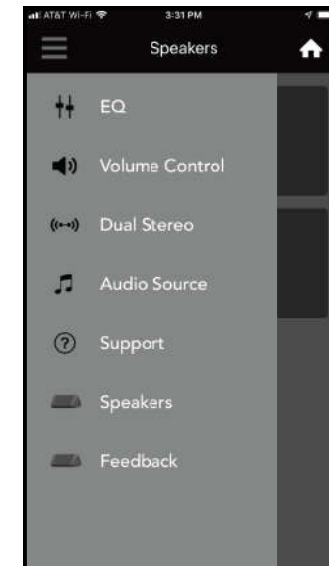 AT&T Wi-Fi 3:31 PM
Speakers
EQ
Volume Control
Dual Stereo
Audio Source
Support
Speakers
Feedback